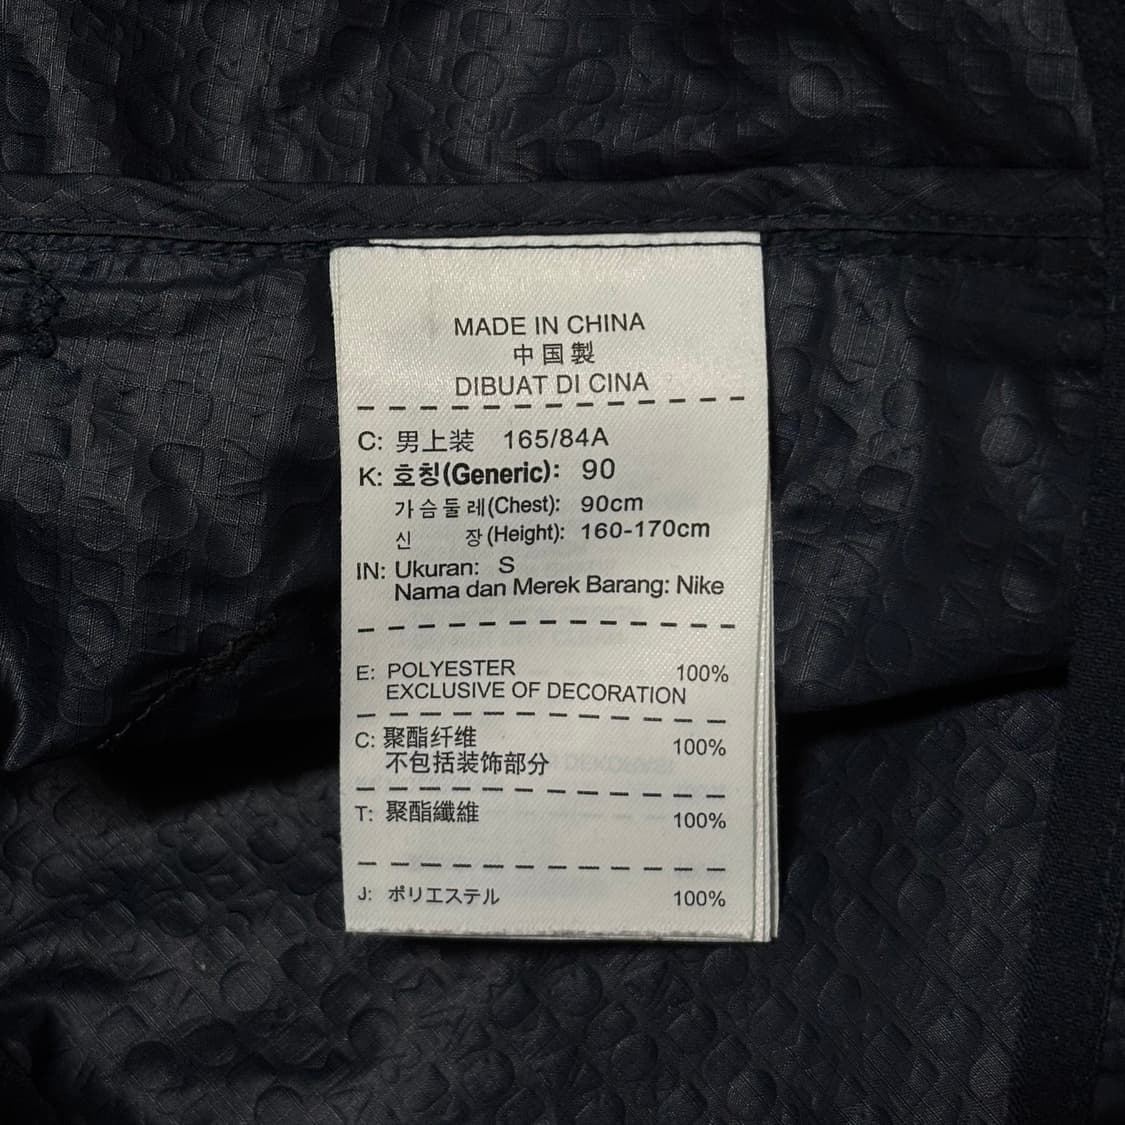 MADE IN CHINA
中国製
DIBUAT DI CINA
C: 男上装 165/84A
K: 호칭(Generic): 90
가슴둘레(Chest): 90cm
신 장(Height): 160-170cm
IN: Ukuran: S
Nama dan Merek Barang: Nike
E: POLYESTER 100%
EXCLUSIVE OF DECORATION
C: 聚酯纤维 100%
不包括装饰部分
T: 聚酯纖維 100%
J: ポリエステル 100%